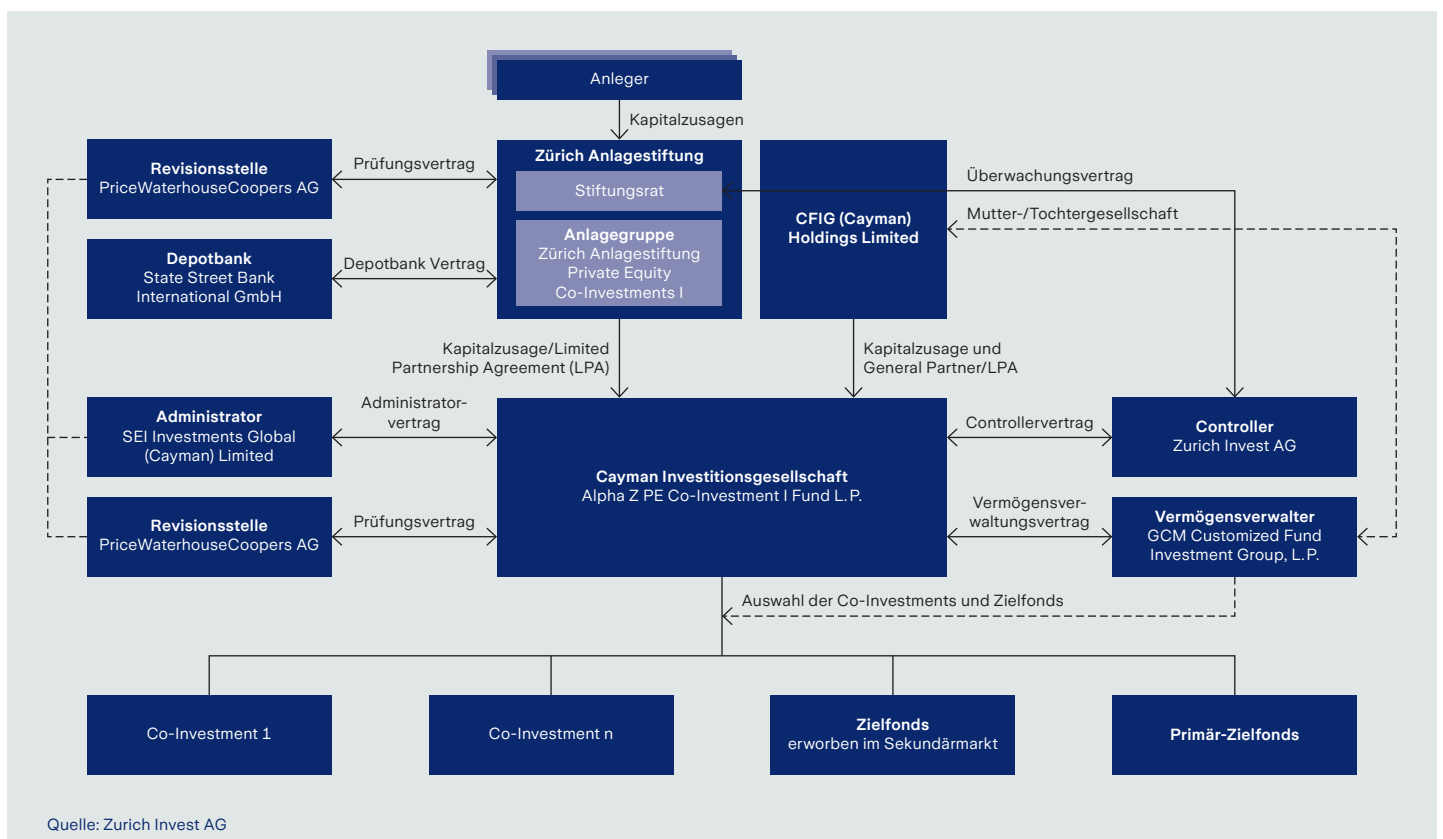 Anleger
Kapitalzusagen
Revisionsstelle
PriceWaterhouseCoopers AG
Prüfungsvertrag
Zürich Anlagestiftung
Stiftungsrat
Anlagegruppe
Zürich Anlagestiftung
Private Equity
Co-Investments I
CFIG (Cayman)
Holdings Limited
Überwachungsvertrag
Mutter-/Tochtergesellschaft
Depotbank
State Street Bank
International GmbH
Depotbank Vertrag
Kapitalzusage/Limited
Partnership Agreement (LPA)
Kapitalzusage und
General Partner/LPA
Administrator
SEI Investments Global
(Cayman) Limited
Administrator-
vertrag
Cayman Investitionsgesellschaft
Alpha Z PE Co-Investment I Fund L.P.
Controllervertrag
Controller
Zurich Invest AG
Revisionsstelle
PriceWaterhouseCoopers AG
Prüfungsvertrag
Vermögensver-
waltungsvertrag
Vermögensverwalter
GCM Customized Fund
Investment Group, L.P.
Auswahl der Co-Investments und Zielfonds
Co-Investment 1
Co-Investment n
Zielfonds
erworben im Sekundärmarkt
Primär-Zielfonds
Quelle: Zurich Invest AG